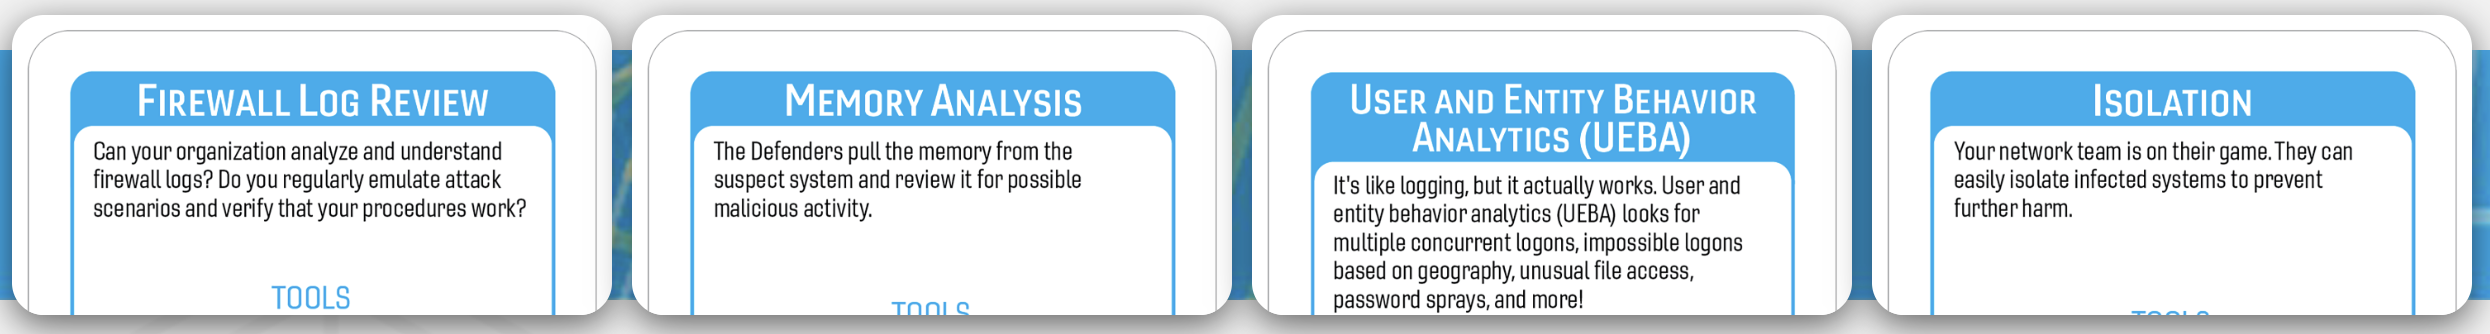 FIREWALL LOG REVIEW
Can your organization analyze and understand
firewall logs? Do you regularly emulate attack
scenarios and verify that your procedures work?
TOOLS
MEMORY ANALYSIS
The Defenders pull the memory from the
suspect system and review it for possible
malicious activity.
TOOLS
USER AND ENTITY BEHAVIOR
ANALYTICS (UEBA)
It's like logging, but it actually works. User and
entity behavior analytics (UEBA) looks for
multiple concurrent logons, impossible logons
based on geography, unusual file access,
password sprays, and more!
ISOLATION
Your network team is on their game. They can
easily isolate infected systems to prevent
further harm.
TOOLS